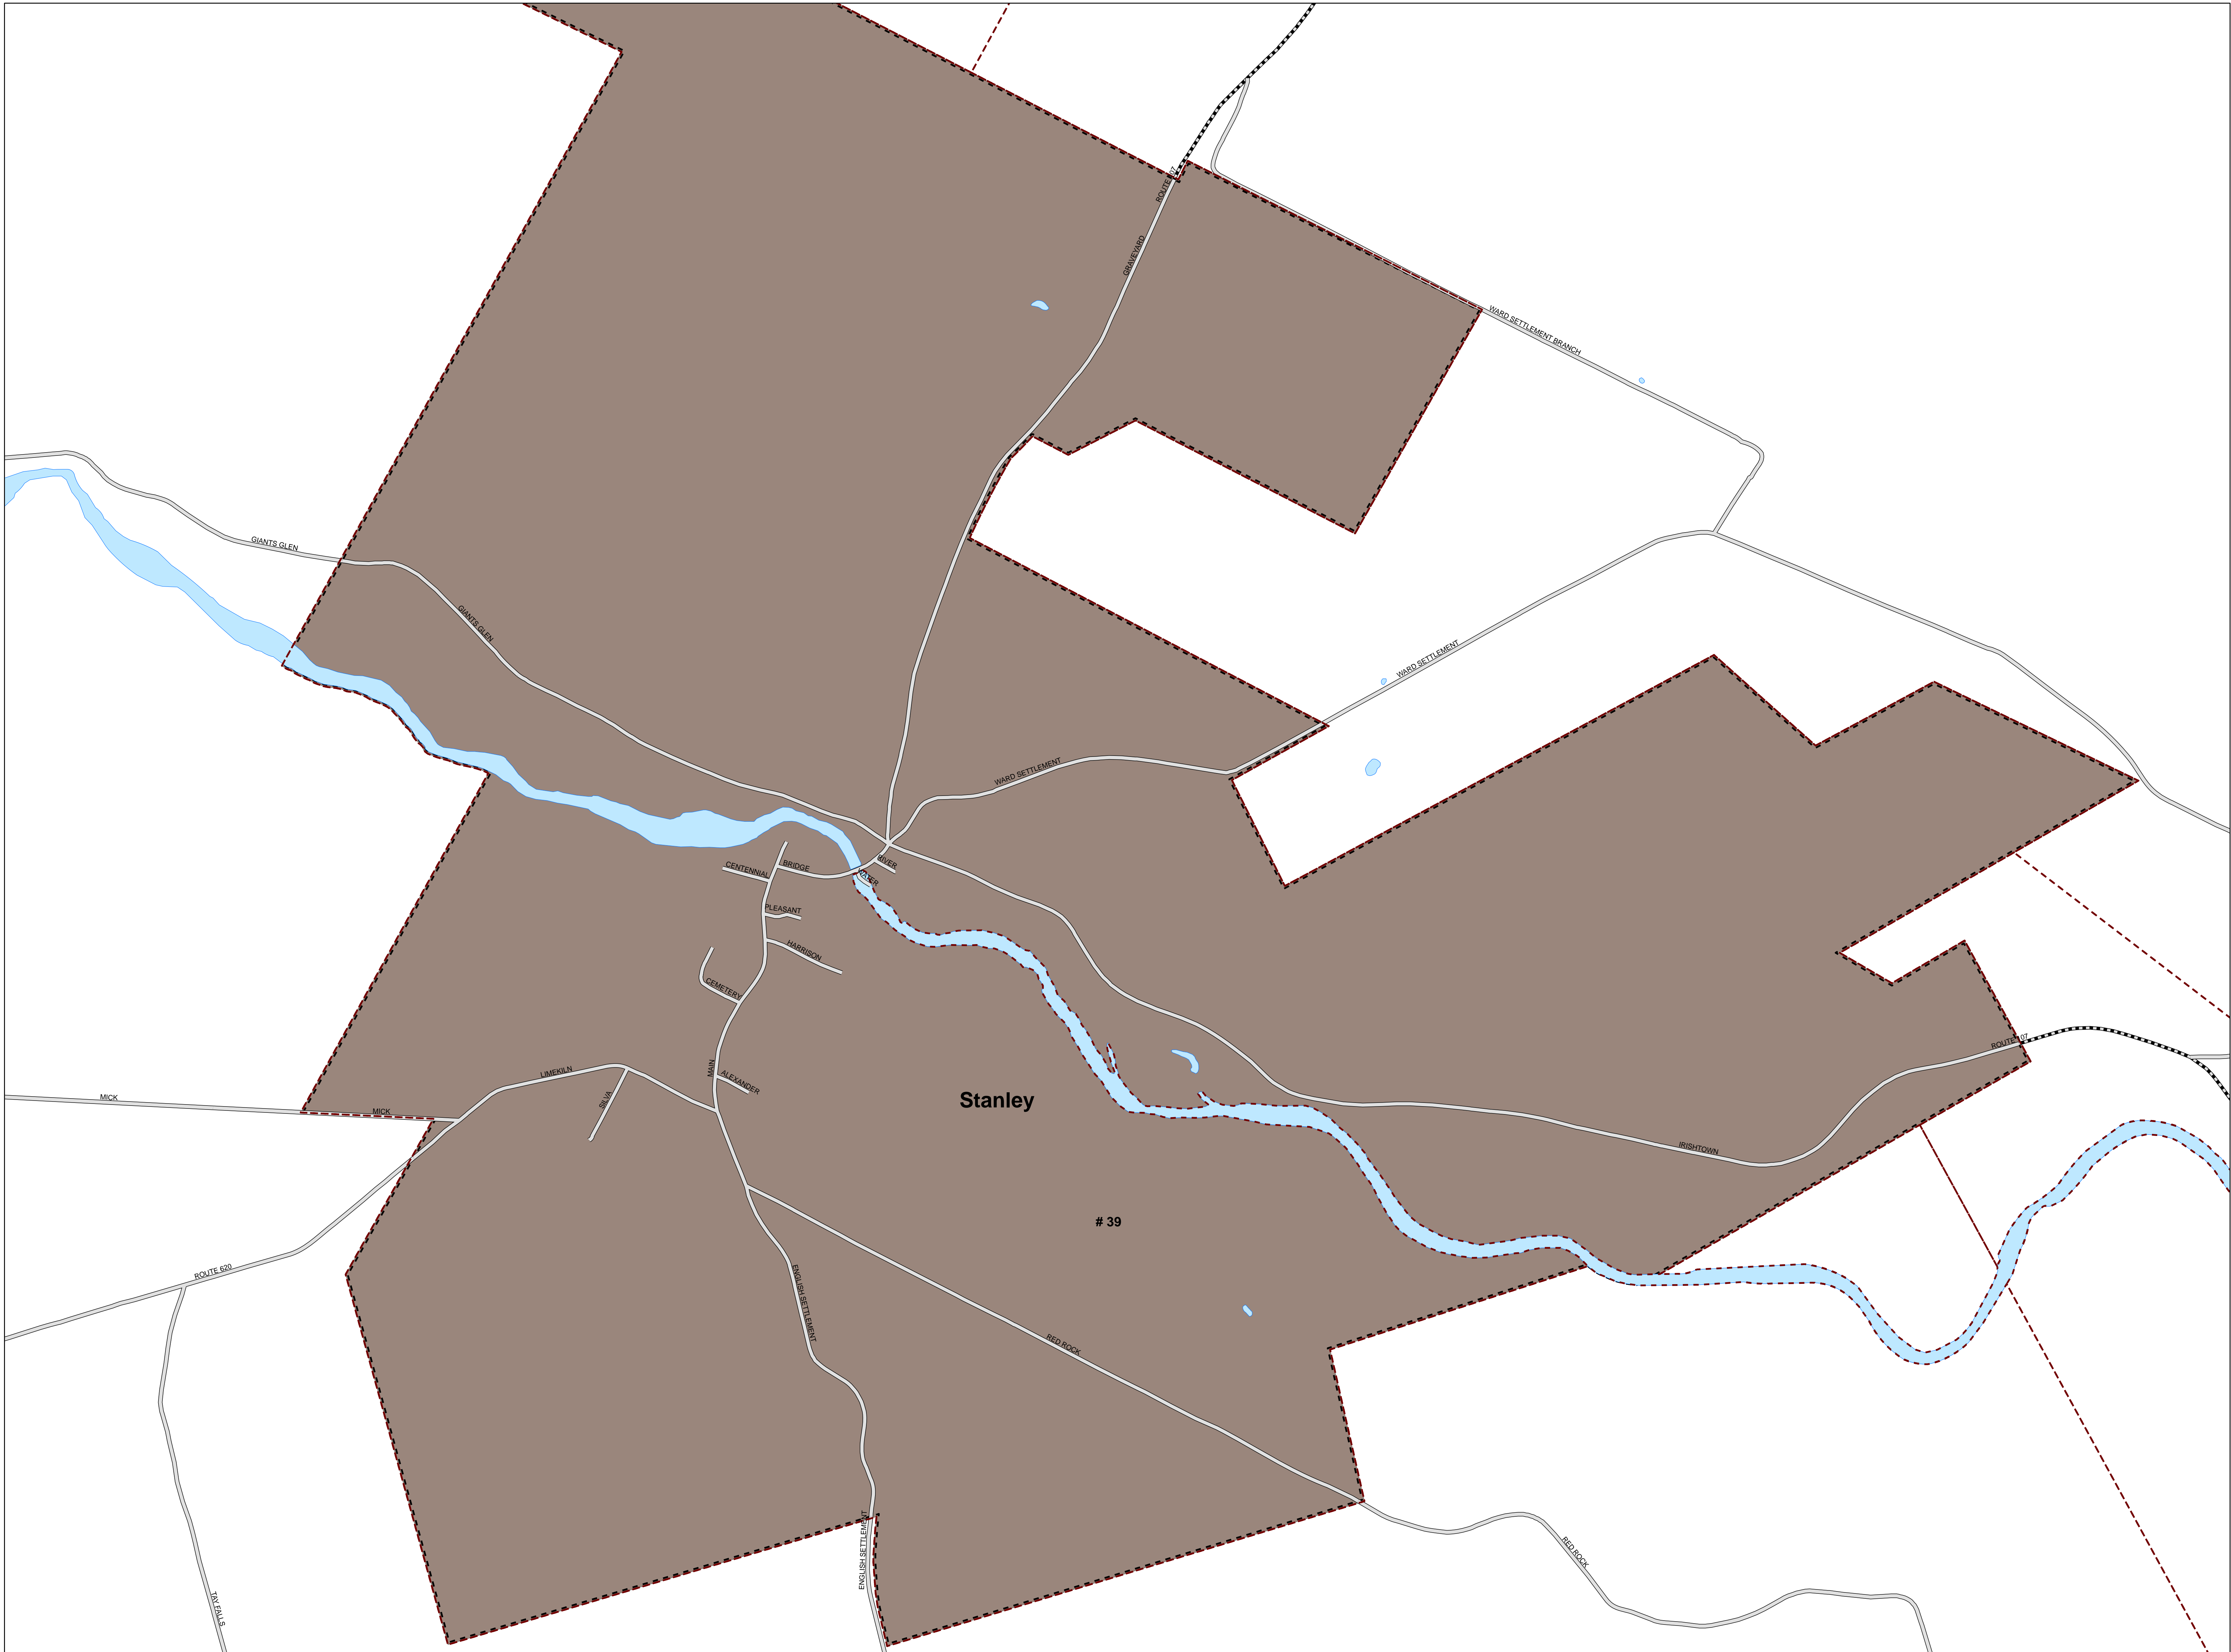 ROUTE 107
GRAVEYARD
WARD SETTLEMENT BRANCH
GIANTS GLEN
GIANTS GLEN
WARD SETTLEMENT
WARD SETTLEMENT
RIVER
BRIDGE
CENTENNIAL
WATER
PLEASANT
HARRISON
CEMETERY
ROUTE 107
MAIN
LIMEKILN
ALEXANDER
SILVA
MICK
MICK
Stanley
IRISHTOWN
# 39
ROUTE 620
ENGLISH SETTLEMENT
RED ROCK
ENGLISH SETTLEMENT
RED ROCK
TAY FALLS